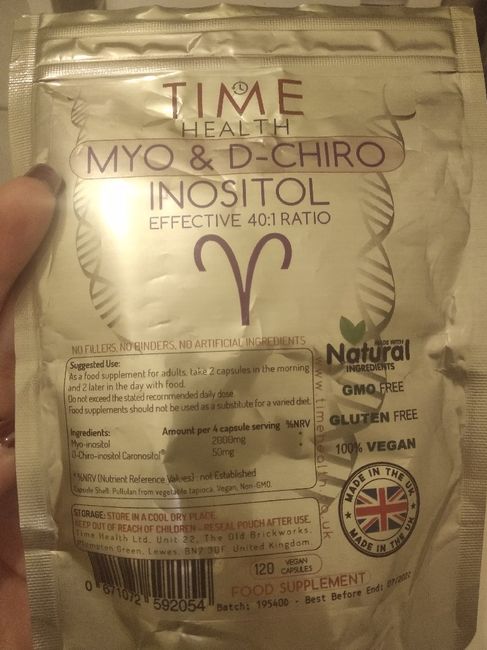 TIME
HEALTH
MYO & D-CHIRO
INOSITOL
EFFECTIVE 40:1 RATIO
NO FILLERS, NO BINDERS, NO ARTIFICIAL INGREDIENTS
Suggested Use:
As a food supplement for adults, take 2 capsules in the morning
and 2 later in the day with food.
Do not exceed the stated recommended daily dose.
Food supplements should not be used as a substitute for a varied diet.
Ingredients: Amount per 4 capsule serving %NRV
Myo-inositol 2000mg *
D-Chiro-inositol Caronositol® 50mg *
*%NRV (Nutrient Reference Values) : not Established
Capsule Shell: Pullulan from vegetable tapioca, Vegan, Non-GMO.
STORAGE: STORE IN A COOL DRY PLACE.
KEEP OUT OF REACH OF CHILDREN - RESEAL POUCH AFTER USE.
Time Health Ltd. Unit 22, The Old Brickworks,
Plumpton Green, Lewes, BN7 3DF, United Kingdom.
www.timehealth.co.uk
MADE WITH
Natural
INGREDIENTS
GMO FREE
GLUTEN FREE
100% VEGAN
MADE IN THE UK
MADE IN THE UK
120 VEGAN CAPSULES
FOOD SUPPLEMENT
0 671072 592054
Batch: 195400 - Best Before End: 07/2022